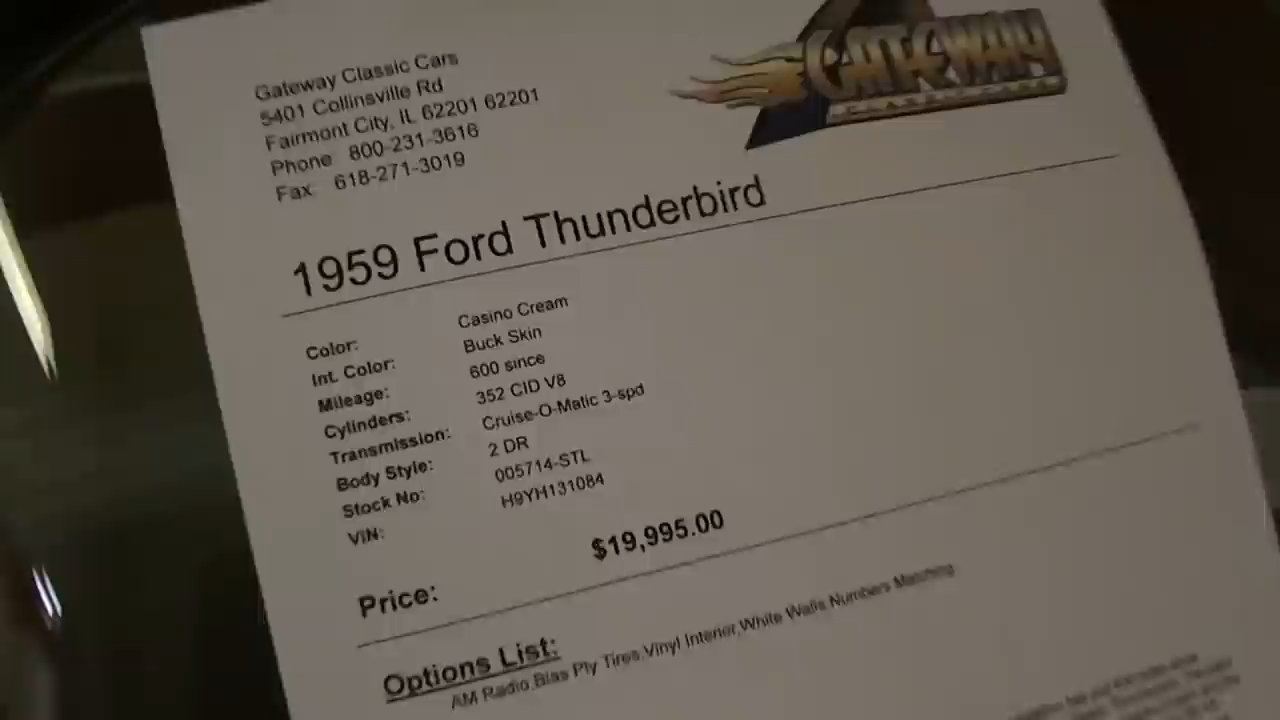 Gateway Classic Cars
5401 Collinsville Rd
Fairmont City, IL 62201 62201
Phone 800-231-3616
Fax 618-271-3019
GATEWAY
CLASSIC CARS
1959 Ford Thunderbird
Color: Casino Cream
Int. Color: Buck Skin
Mileage: 600 since
Cylinders: 352 CID V8
Transmission: Cruise-O-Matic 3-spd
Body Style: 2 DR
Stock No: 005714-STL
VIN: H9YH131084
Price: $19,995.00
Options List:
AM Radio,Bias Ply Tires,Vinyl Interior,White Walls Numbers Matching